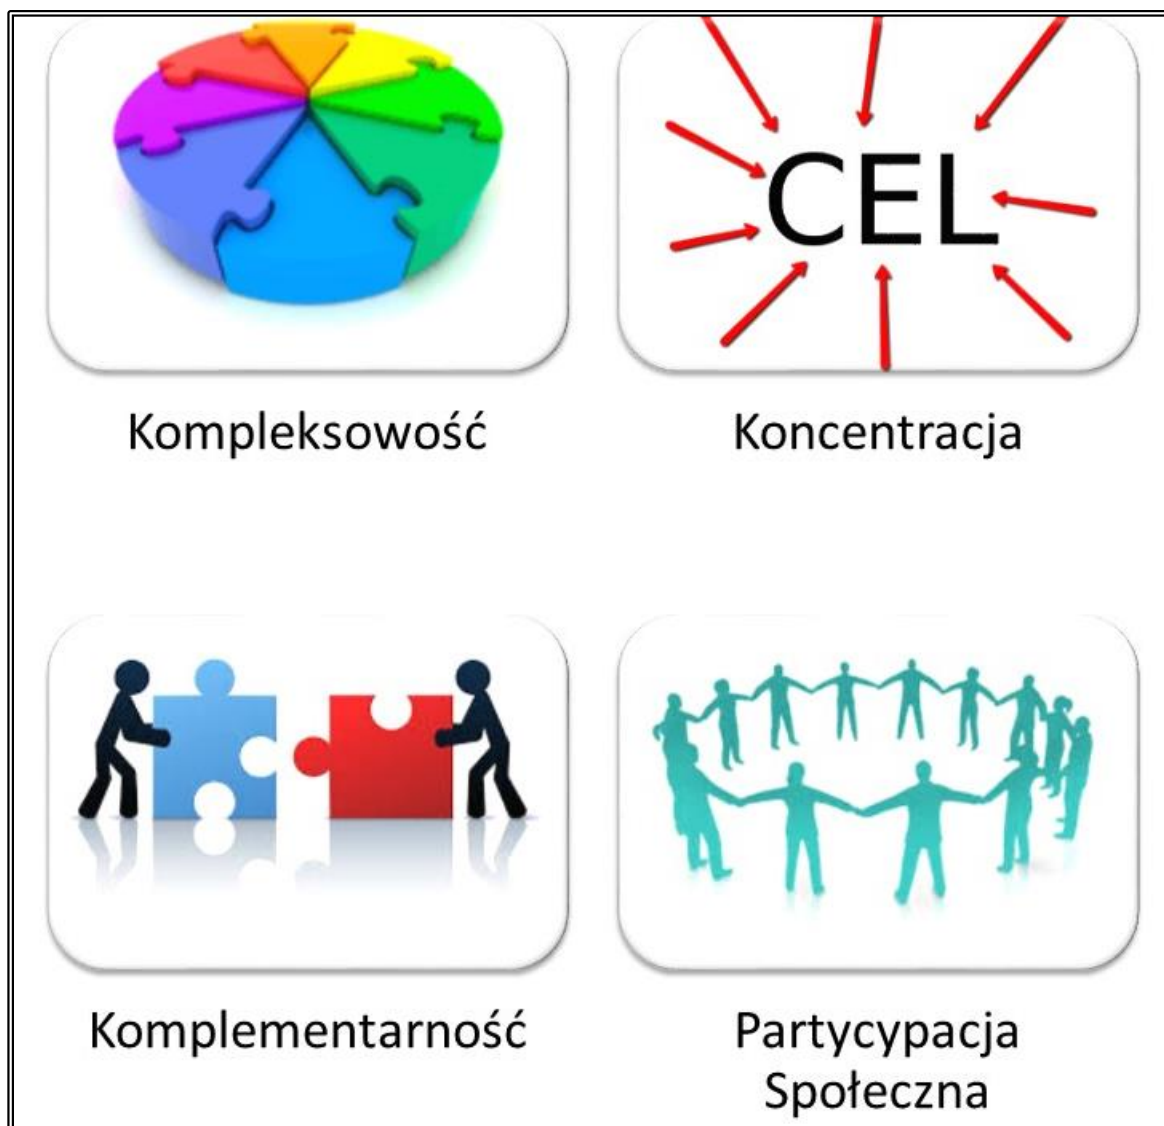 CEL
Kompleksowość
Koncentracja
Komplementarność
Partycypacja
Społeczna